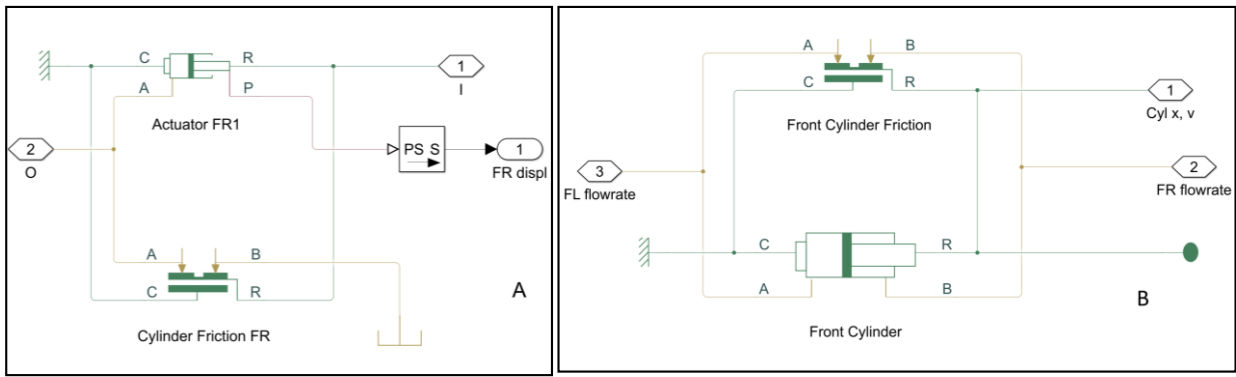 C
R
A
P
Actuator FR1
1
I
2
O
PS S
1
FR displ
A
B
C
R
Cylinder Friction FR
A
A
B
C
R
Front Cylinder Friction
1
Cyl x, v
3
FL flowrate
2
FR flowrate
C
R
A
B
Front Cylinder
B